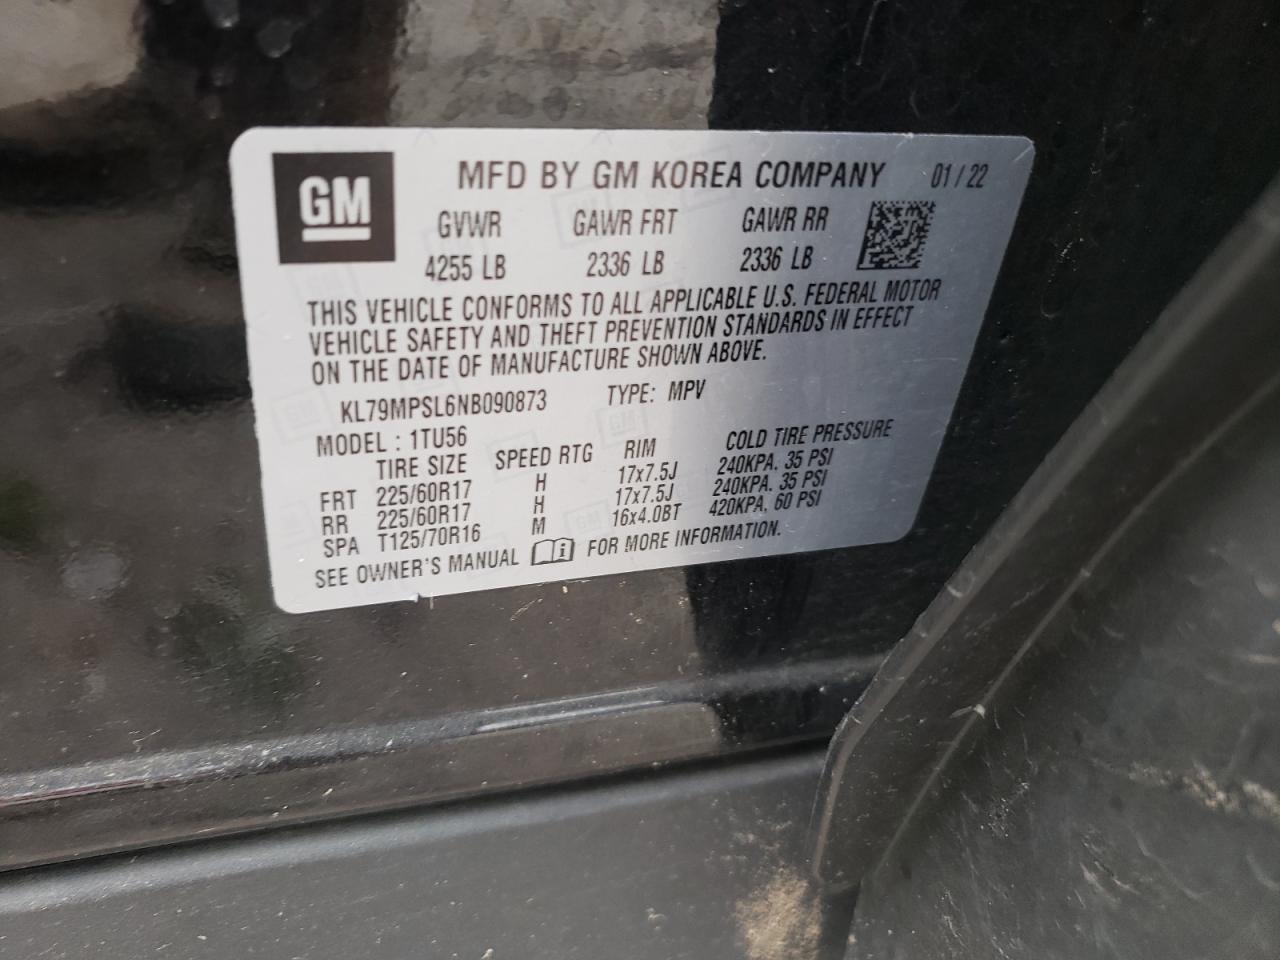 GM
MFD BY GM KOREA COMPANY 01/22
GVWR GAWR FRT GAWR RR
4255 LB 2336 LB 2336 LB
THIS VEHICLE CONFORMS TO ALL APPLICABLE U.S. FEDERAL MOTOR
VEHICLE SAFETY AND THEFT PREVENTION STANDARDS IN EFFECT
ON THE DATE OF MANUFACTURE SHOWN ABOVE.
KL79MPSL6NB090873 TYPE: MPV
MODEL : 1TU56
TIRE SIZE SPEED RTG RIM COLD TIRE PRESSURE
FRT 225/60R17 H 17x7.5J 240KPA, 35 PSI
RR 225/60R17 H 17x7.5J 240KPA, 35 PSI
SPA T125/70R16 M 16x4.0BT 420KPA, 60 PSI
SEE OWNER'S MANUAL FOR MORE INFORMATION.